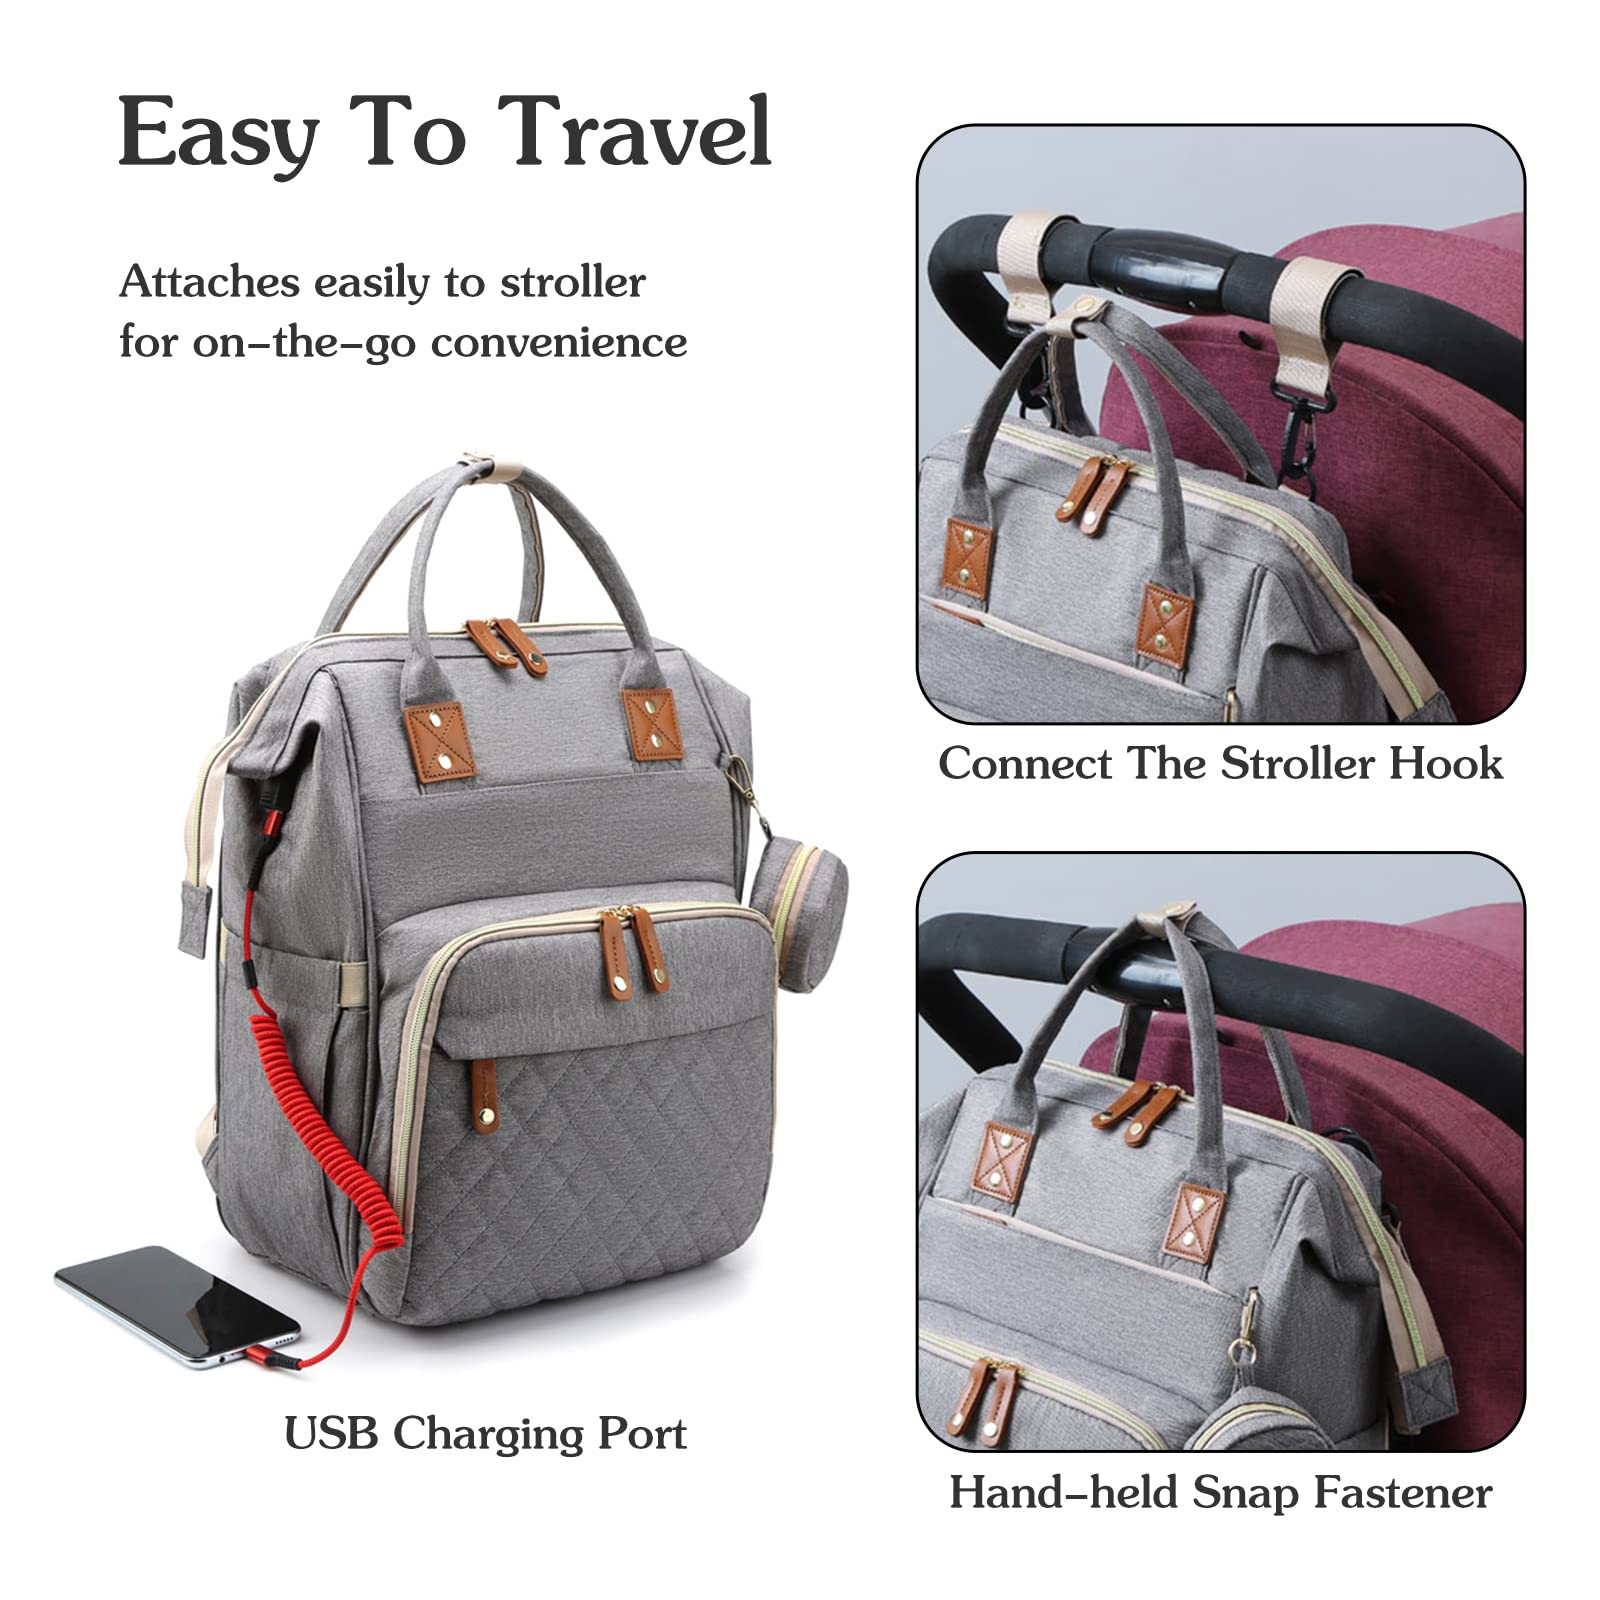 Easy To Travel
Attaches easily to stroller
for on-the-go convenience
Connect The Stroller Hook
USB Charging Port
Hand-held Snap Fastener